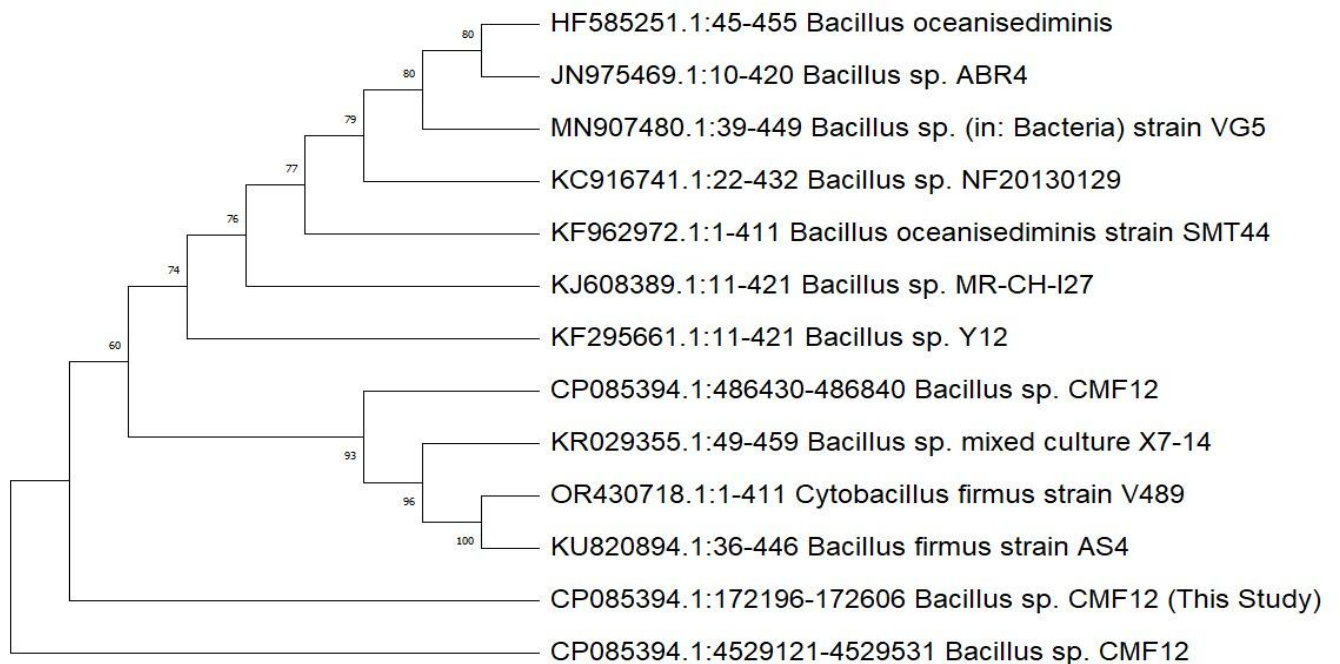 HF585251.1:45-455 Bacillus oceanisediminis
80
JN975469.1:10-420 Bacillus sp. ABR4
80
MN907480.1:39-449 Bacillus sp. (in: Bacteria) strain VG5
79
KC916741.1:22-432 Bacillus sp. NF20130129
77
KF962972.1:1-411 Bacillus oceanisediminis strain SMT44
76
KJ608389.1:11-421 Bacillus sp. MR-CH-I27
74
KF295661.1:11-421 Bacillus sp. Y12
60
CP085394.1:486430-486840 Bacillus sp. CMF12
93
KR029355.1:49-459 Bacillus sp. mixed culture X7-14
96
OR430718.1:1-411 Cytobacillus firmus strain V489
100
KU820894.1:36-446 Bacillus firmus strain AS4
CP085394.1:172196-172606 Bacillus sp. CMF12 (This Study)
CP085394.1:4529121-4529531 Bacillus sp. CMF12